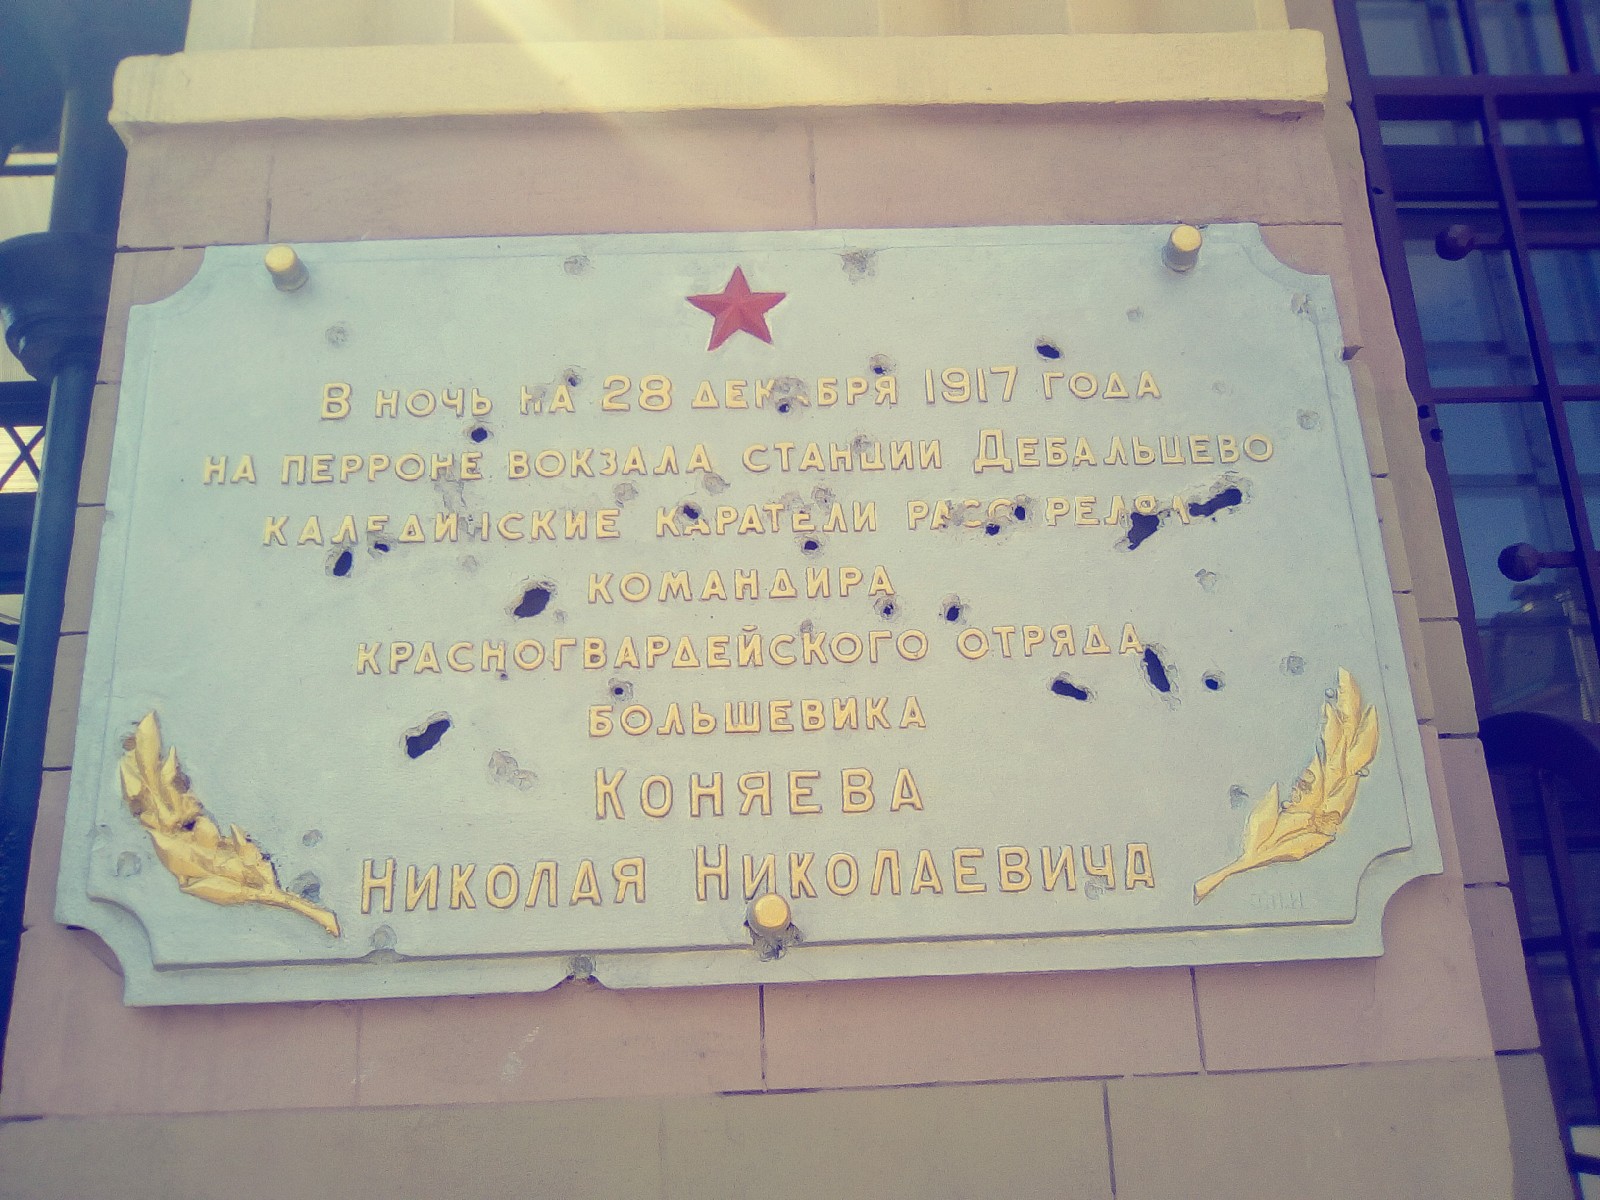 В ночь на 28 декабря 1917 года
на перроне вокзала станции Дебальцево
каледиские каратели расстреляли
командира
красногвардейского отряда
большевика
Коняева
Николая Николаевича